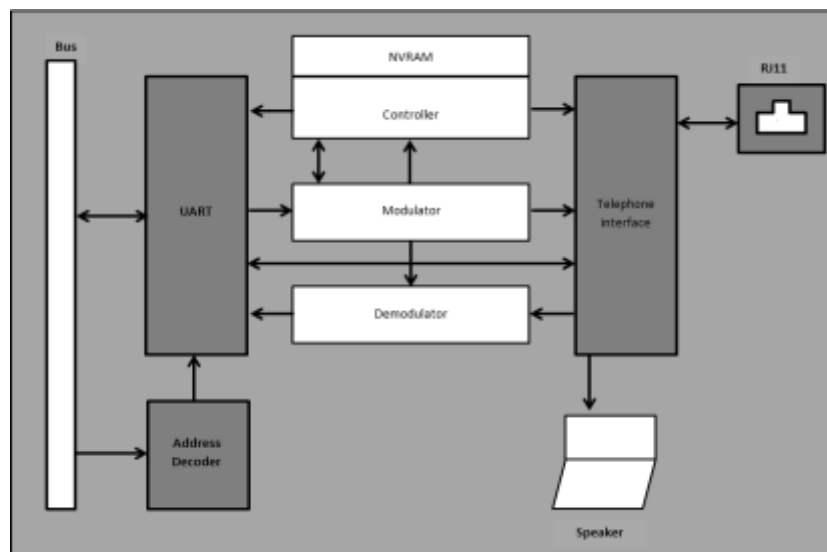 Bus
NVRAM
RJ11
Controller
UART
Modulator
Telephone
Interface
Demodulator
Address
Decoder
Speaker